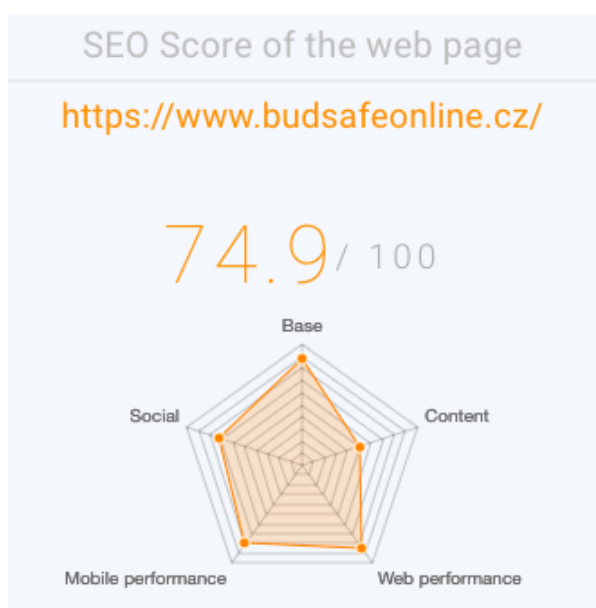 SEO Score of the web page
https://www.budsafeonline.cz/
74.9 / 100
Base
Social
Content
Mobile performance
Web performance